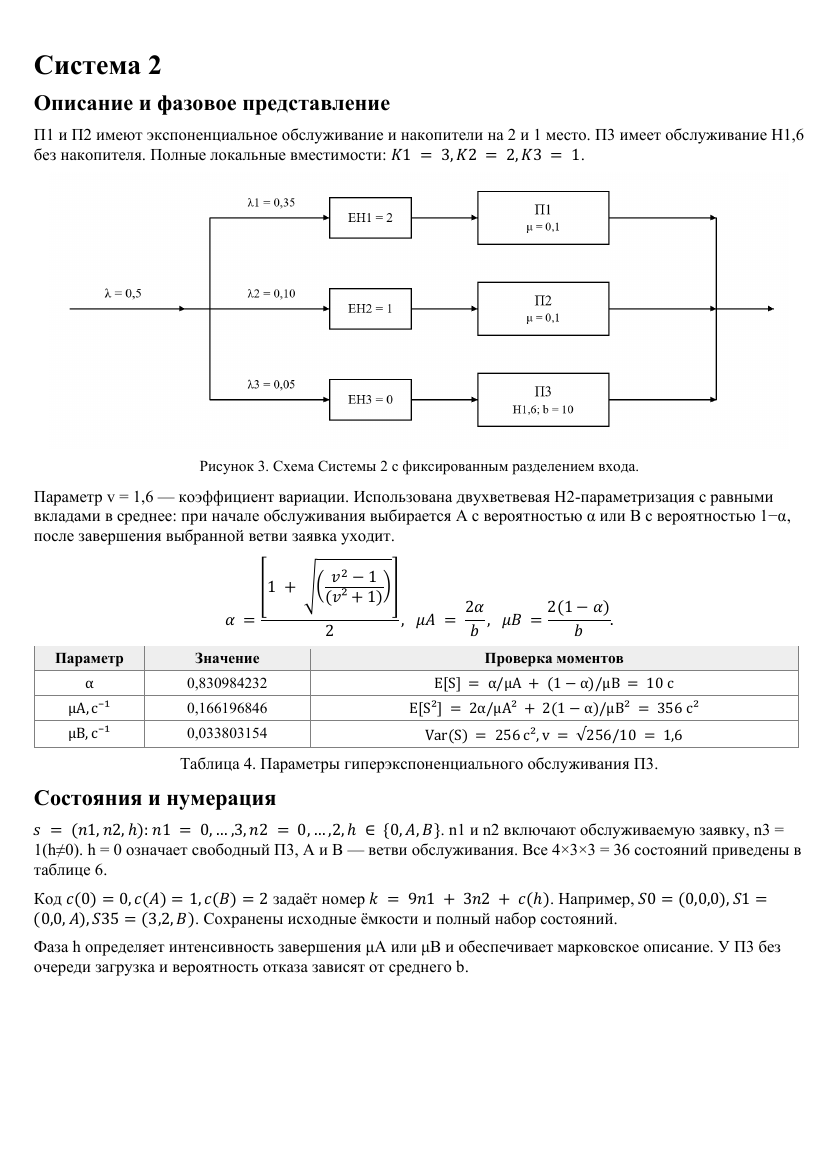 Система 2
Описание и фазовое представление
П1 и П2 имеют экспоненциальное обслуживание и накопители на 2 и 1 место. П3 имеет обслуживание H1,6
без накопителя. Полные локальные вместимости: K1 = 3, K2 = 2, K3 = 1.
λ1 = 0,35
ЕН1 = 2
П1
μ = 0,1
λ = 0,5
λ2 = 0,10
ЕН2 = 1
П2
μ = 0,1
λ3 = 0,05
ЕН3 = 0
П3
H1,6; b = 10
Рисунок 3. Схема Системы 2 с фиксированным разделением входа.
Параметр v = 1,6 — коэффициент вариации. Использована двухветвевая H2-параметризация с равными
вкладами в среднее: при начале обслуживания выбирается A с вероятностью α или B с вероятностью 1−α,
после завершения выбранной ветви заявка уходит.
α = [1 + √((v² − 1)/(v² + 1))]/2, μA = 2α/b, μB = 2(1 − α)/b.
Параметр Значение Проверка моментов
α 0,830984232 E[S] = α/μA + (1 − α)/μB = 10 с
μA, с⁻¹ 0,166196846 E[S²] = 2α/μA² + 2(1 − α)/μB² = 356 с²
μB, с⁻¹ 0,033803154 Var(S) = 256 с², v = √256/10 = 1,6
Таблица 4. Параметры гиперэкспоненциального обслуживания П3.
Состояния и нумерация
s = (n1, n2, h): n1 = 0, … ,3, n2 = 0, … ,2, h ∈ {0, A, B}. n1 и n2 включают обслуживаемую заявку, n3 =
1(h≠0). h = 0 означает свободный П3, A и B — ветви обслуживания. Все 4×3×3 = 36 состояний приведены в
таблице 6.
Код c(0) = 0, c(A) = 1, c(B) = 2 задаёт номер k = 9n1 + 3n2 + c(h). Например, S0 = (0,0,0), S1 =
(0,0, A), S35 = (3,2, B). Сохранены исходные ёмкости и полный набор состояний.
Фаза h определяет интенсивность завершения μA или μB и обеспечивает марковское описание. У П3 без
очереди загрузка и вероятность отказа зависят от среднего b.